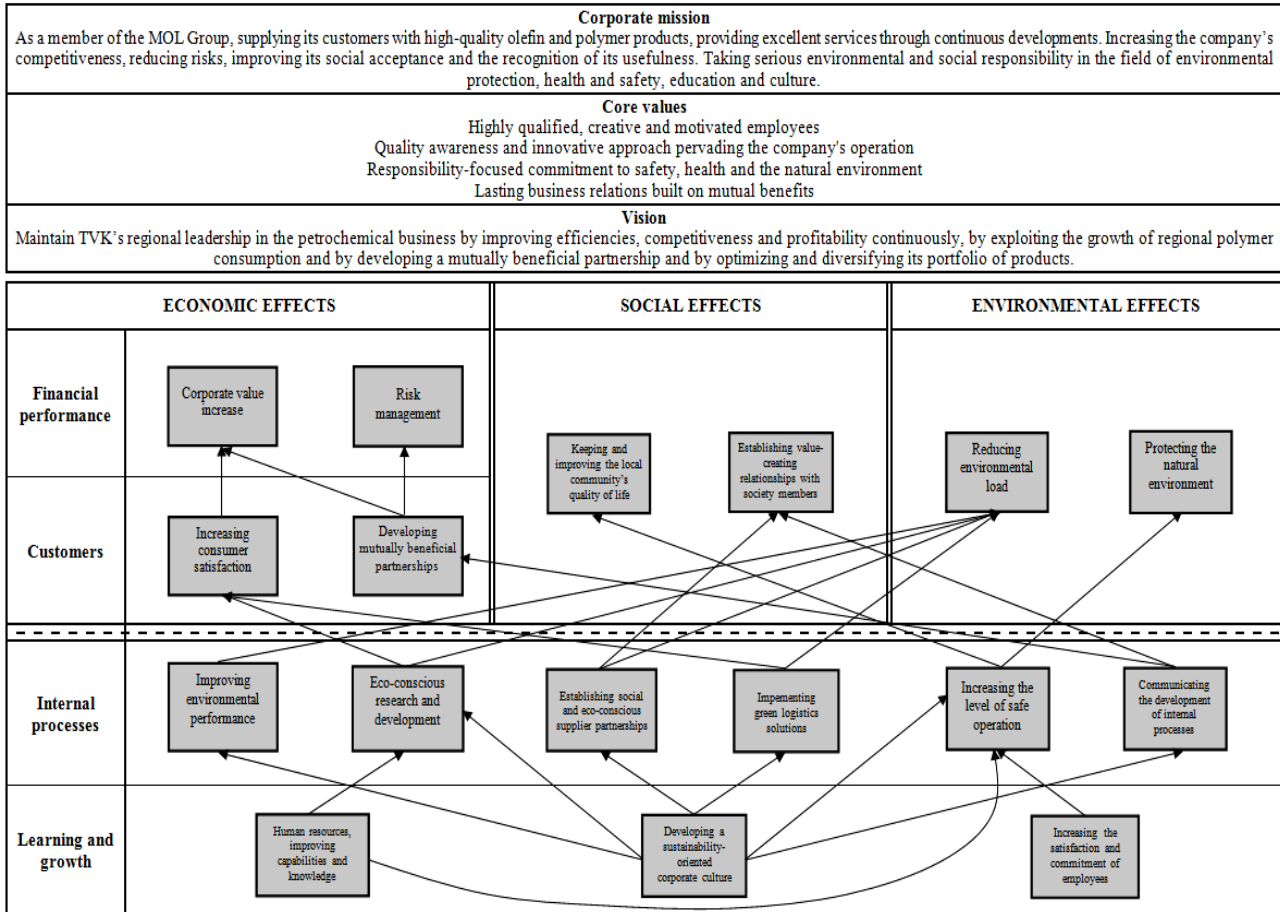 Corporate mission
As a member of the MOL Group, supplying its customers with high-quality olefin and polymer products, providing excellent services through continuous developments. Increasing the company's
competitiveness, reducing risks, improving its social acceptance and the recognition of its usefulness. Taking serious environmental and social responsibility in the field of environmental
protection, health and safety, education and culture.
Core values
Highly qualified, creative and motivated employees
Quality awareness and innovative approach pervading the company's operation
Responsibility-focused commitment to safety, health and the natural environment
Lasting business relations built on mutual benefits
Vision
Maintain TVK's regional leadership in the petrochemical business by improving efficiencies, competitiveness and profitability continuously, by exploiting the growth of regional polymer
consumption and by developing a mutually beneficial partnership and by optimizing and diversifying its portfolio of products.
ECONOMIC EFFECTS
SOCIAL EFFECTS
ENVIRONMENTAL EFFECTS
Financial
performance
Corporate value
increase
Risk
management
Keeping and
improving the local
community's
quality of life
Establishing value-
creating
relationships with
society members
Reducing
environmental
load
Protecting the
natural
environment
Customers
Increasing
consumer
satisfaction
Developing
mutually beneficial
partnerships
Internal
processes
Improving
environmental
performance
Eco-conscious
research and
development
Establishing social
and eco-conscious
supplier partnerships
Impementing
green logistics
solutions
Increasing the
level of safe
operation
Communicating
the development
of internal
processes
Learning and
growth
Human resources,
improving
capabilities and
knowledge
Developing a
sustainability-
oriented
corporate culture
Increasing the
satisfaction and
commitment of
employees